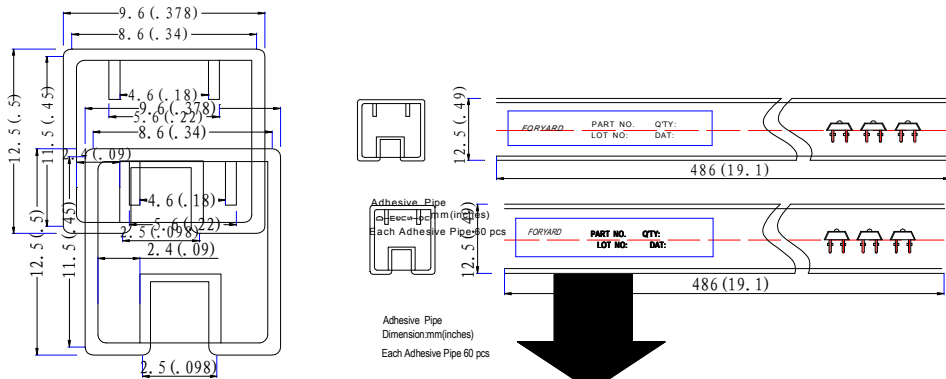 9.6(.378)
8.6(.34)
12.5(.5)
11.5(.45)
4.6(.18)
5.6(.22)
9.6(.378)
8.6(.34)
2.4(.09)
12.5(.5)
11.5(.45)
4.6(.18)
5.6(.22)
2.5(.098)
2.4(.09)
2.5(.098)
12.5(.49)
FORYARD PART NO. Q'TY:
LOT NO: DAT:
486(19.1)
Adhesive Pipe
mm(inches)
Each Adhesive Pipe 60 pcs
12.5(.49)
FORYARD PART NO. Q'TY:
LOT NO: DAT:
486(19.1)
Adhesive Pipe
Dimension:mm(inches)
Each Adhesive Pipe 60 pcs